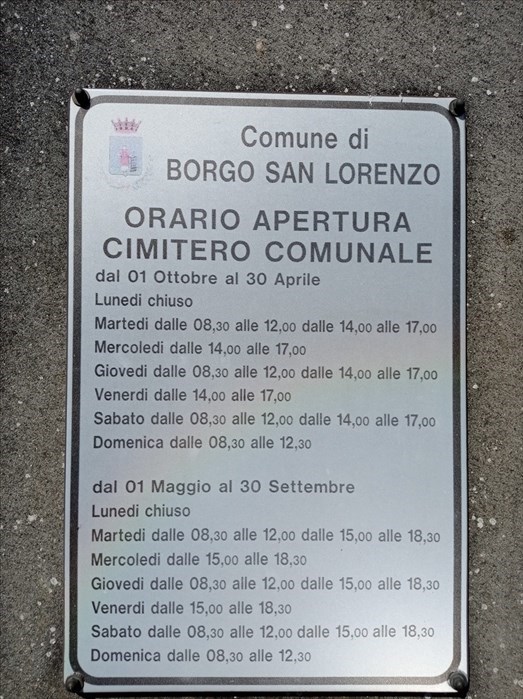 Comune di
BORGO SAN LORENZO
ORARIO APERTURA
CIMITERO COMUNALE
dal 01 Ottobre al 30 Aprile
Lunedi chiuso
Martedi dalle 08,30 alle 12,00 dalle 14,00 alle 17,00
Mercoledi dalle 14,00 alle 17,00
Giovedi dalle 08,30 alle 12,00 dalle 14,00 alle 17,00
Venerdi dalle 14,00 alle 17,00
Sabato dalle 08,30 alle 12,00 dalle 14,00 alle 17,00
Domenica dalle 08,30 alle 12,30
dal 01 Maggio al 30 Settembre
Lunedi chiuso
Martedi dalle 08,30 alle 12,00 dalle 15,00 alle 18,30
Mercoledi dalle 15,00 alle 18,30
Giovedi dalle 08,30 alle 12,00 dalle 15,00 alle 18,30
Venerdi dalle 15,00 alle 18,30
Sabato dalle 08,30 alle 12,00 dalle 15,00 alle 18,30
Domenica dalle 08,30 alle 12,30